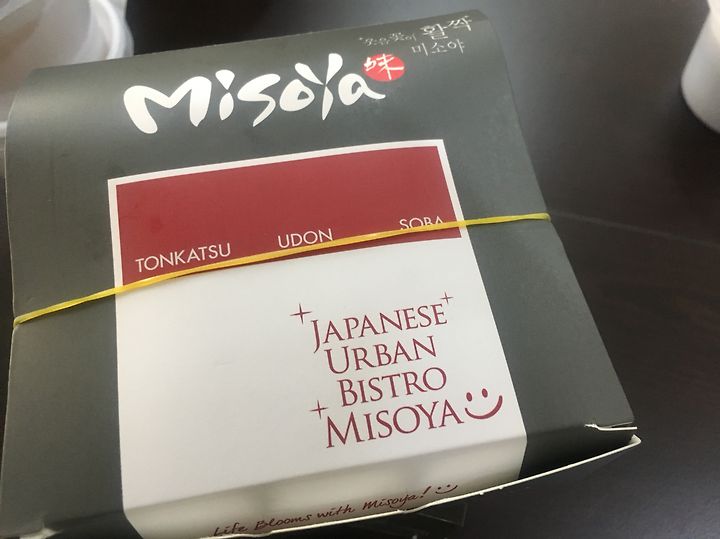 웃음꽃이 활짝
미소야
Misoya 味
TONKATSU UDON SOBA
JAPANESE
URBAN
BISTRO
MISOYA
Life Blooms with Misoya!